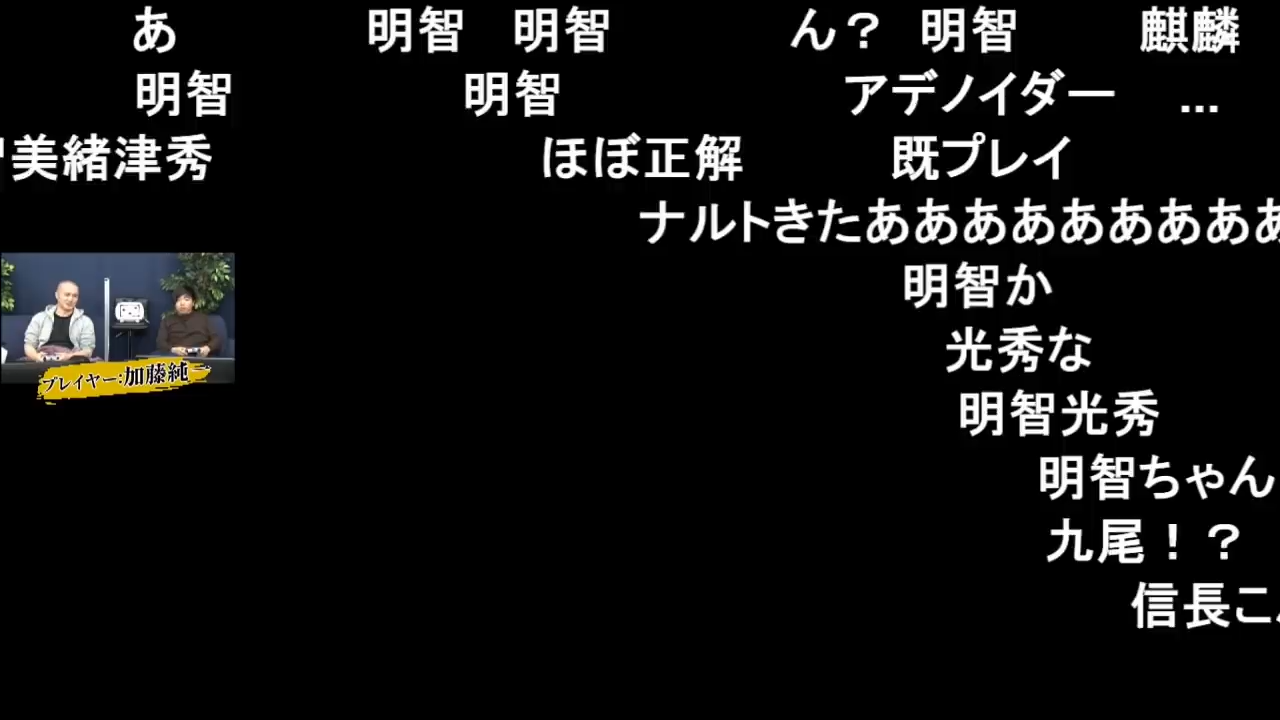 あ 明智 明智 ん？ 明智 麒麟
明智 明智 アデノイダー ...
美緒津秀 ほぼ正解 既プレイ
ナルトきたあああああああああ
明智か
光秀な
プレイヤー:加藤純一
明智光秀
明智ちゃん
九尾！？
信長こ